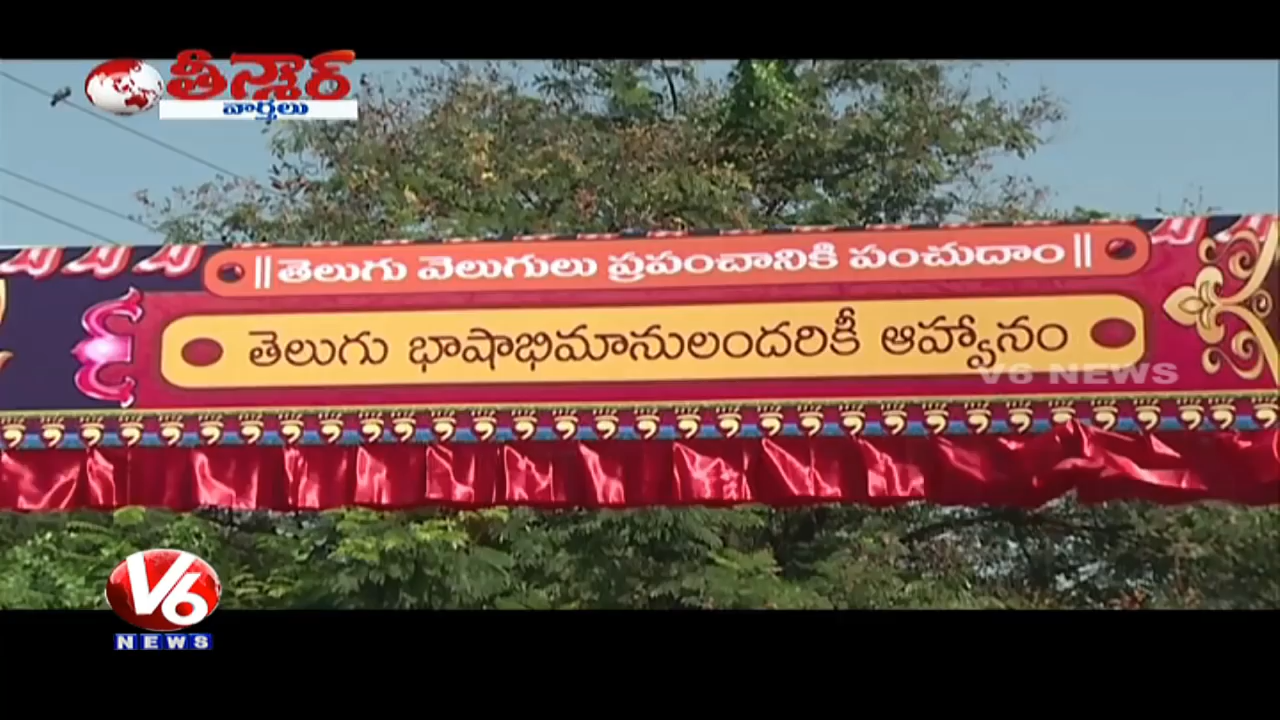 తీన్మార్
వార్తలు
||తెలుగు వెలుగులు ప్రపంచానికి పంచుదాం||
తెలుగు భాషాభిమానులందరికీ ఆహ్వానం
V6 NEWS
V6
NEWS